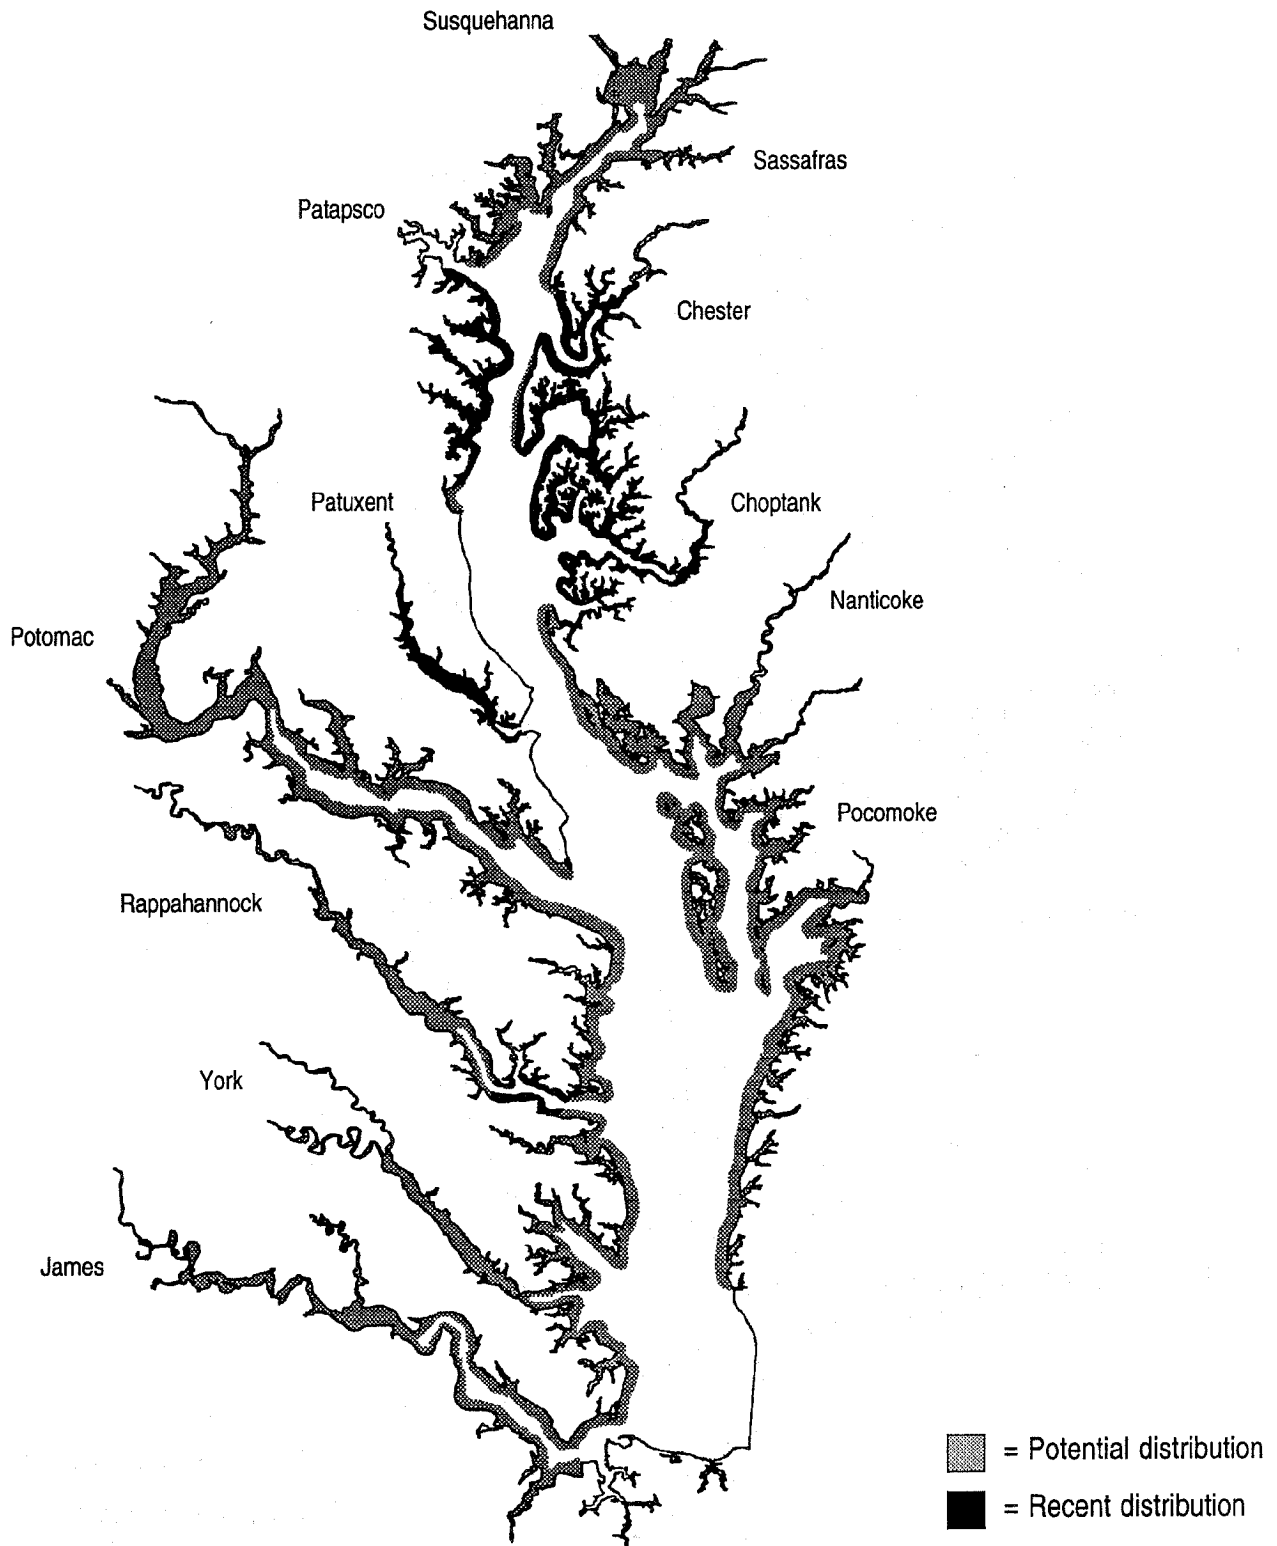 Susquehanna
Sassafras
Patapsco
Chester
Patuxent
Choptank
Nanticoke
Potomac
Pocomoke
Rappahannock
York
James
= Potential distribution
= Recent distribution